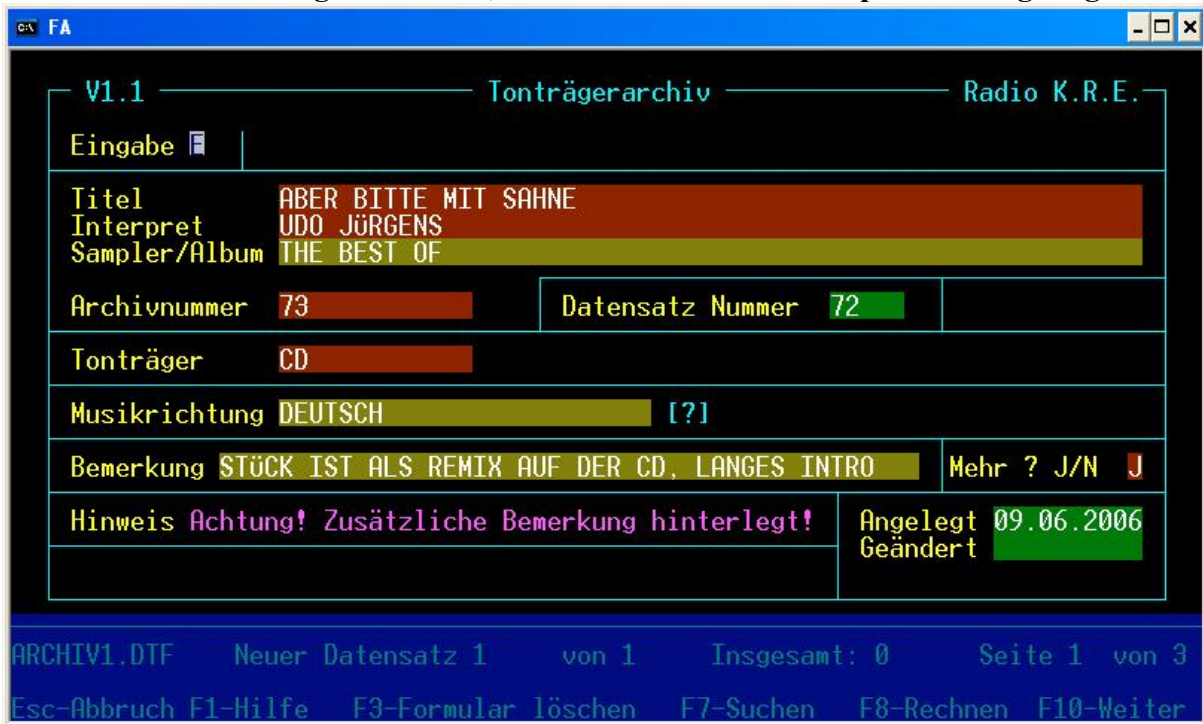 FA
V1.1 Tonträgerarchiv Radio K.R.E.
Eingabe E
Titel ABER BITTE MIT SAHNE
Interpret UDO JüRGENS
Sampler/Album THE BEST OF
Archivnummer 73 Datensatz Nummer 72
Tonträger CD
Musikrichtung DEUTSCH [?]
Bemerkung STüCK IST ALS REMIX AUF DER CD, LANGES INTRO Mehr ? J/N J
Hinweis Achtung! Zusätzliche Bemerkung hinterlegt! Angelegt 09.06.2006
Geändert
ARCHIV1.DTF Neuer Datensatz 1 von 1 Insgesamt: 0 Seite 1 von 3
Esc-Abbruch F1-Hilfe F3-Formular löschen F7-Suchen F8-Rechnen F10-Weiter